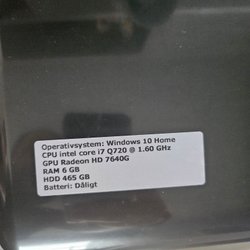 Operativsystem: Windows 10 Home
CPU intel core i7 Q720 @ 1.60 GHz
GPU Radeon HD 7640G
RAM 6 GB
HDD 465 GB
Batteri: Dåligt